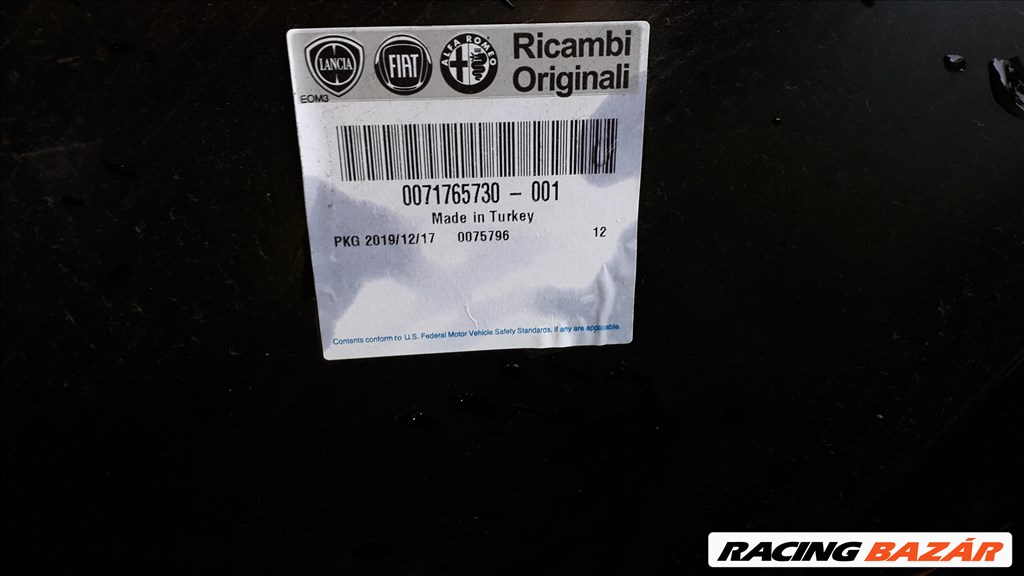 LANCIA
FIAT
ALFA ROMEO
Ricambi
Originali
EOM3
0071765730 - 001
Made in Turkey
PKG 2019/12/17 0075796 12
Contents conform to U.S. Federal Motor Vehicle Safety Standards, if any are applicable.
RACING BAZÁR